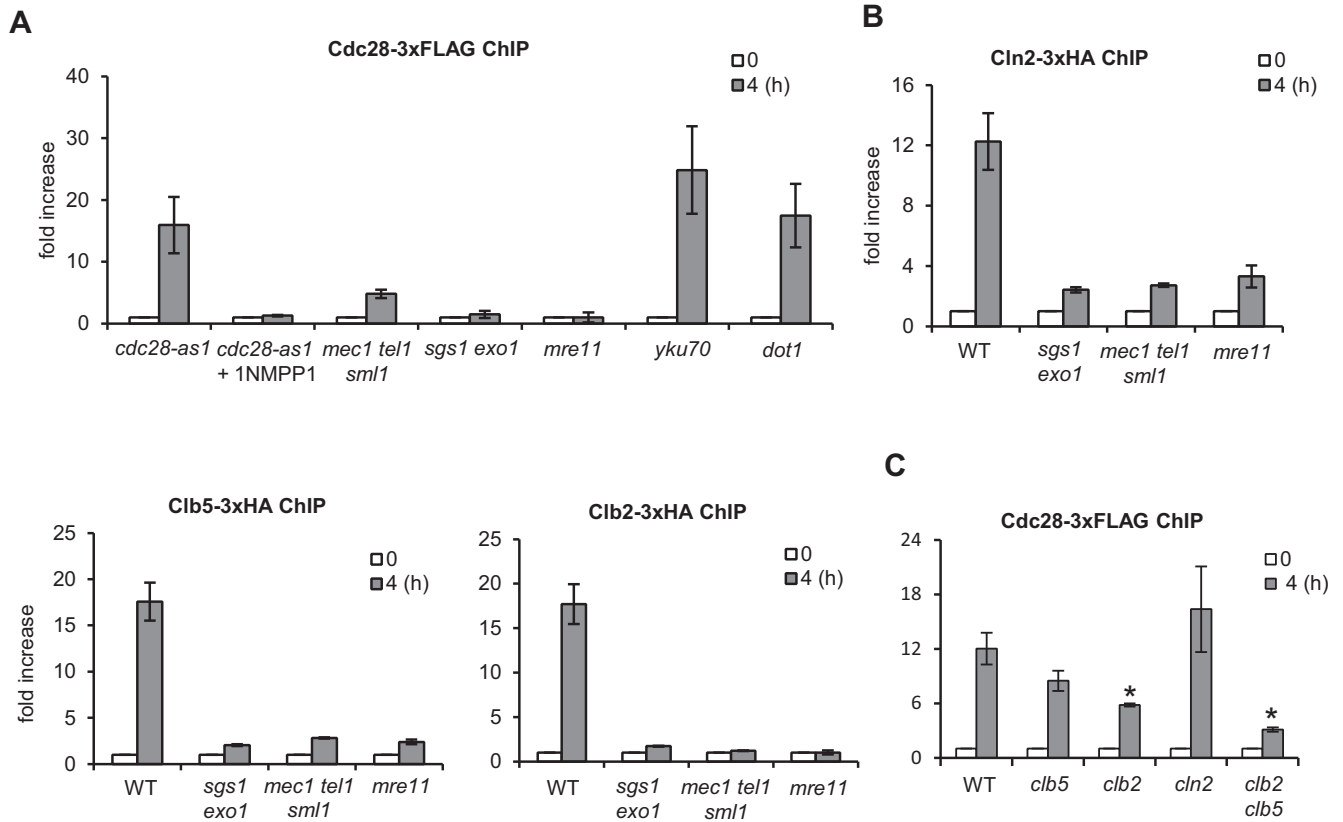 A
Cdc28-3xFLAG ChIP
0
4 (h)
fold increase
40
30
20
10
0
cdc28-as1
cdc28-as1
+ 1NMPP1
mec1 tel1
sml1
sgs1 exo1
mre11
yku70
dot1
B
Cln2-3xHA ChIP
0
4 (h)
fold increase
16
12
8
4
0
WT
sgs1
exo1
mec1 tel1
sml1
mre11
Clb5-3xHA ChIP
0
4 (h)
fold increase
25
20
15
10
5
0
WT
sgs1
exo1
mec1 tel1
sml1
mre11
Clb2-3xHA ChIP
0
4 (h)
25
20
15
10
5
0
WT
sgs1
exo1
mec1 tel1
sml1
mre11
C
Cdc28-3xFLAG ChIP
0
4 (h)
24
18
12
6
0
*
*
WT
clb5
clb2
cln2
clb2
clb5